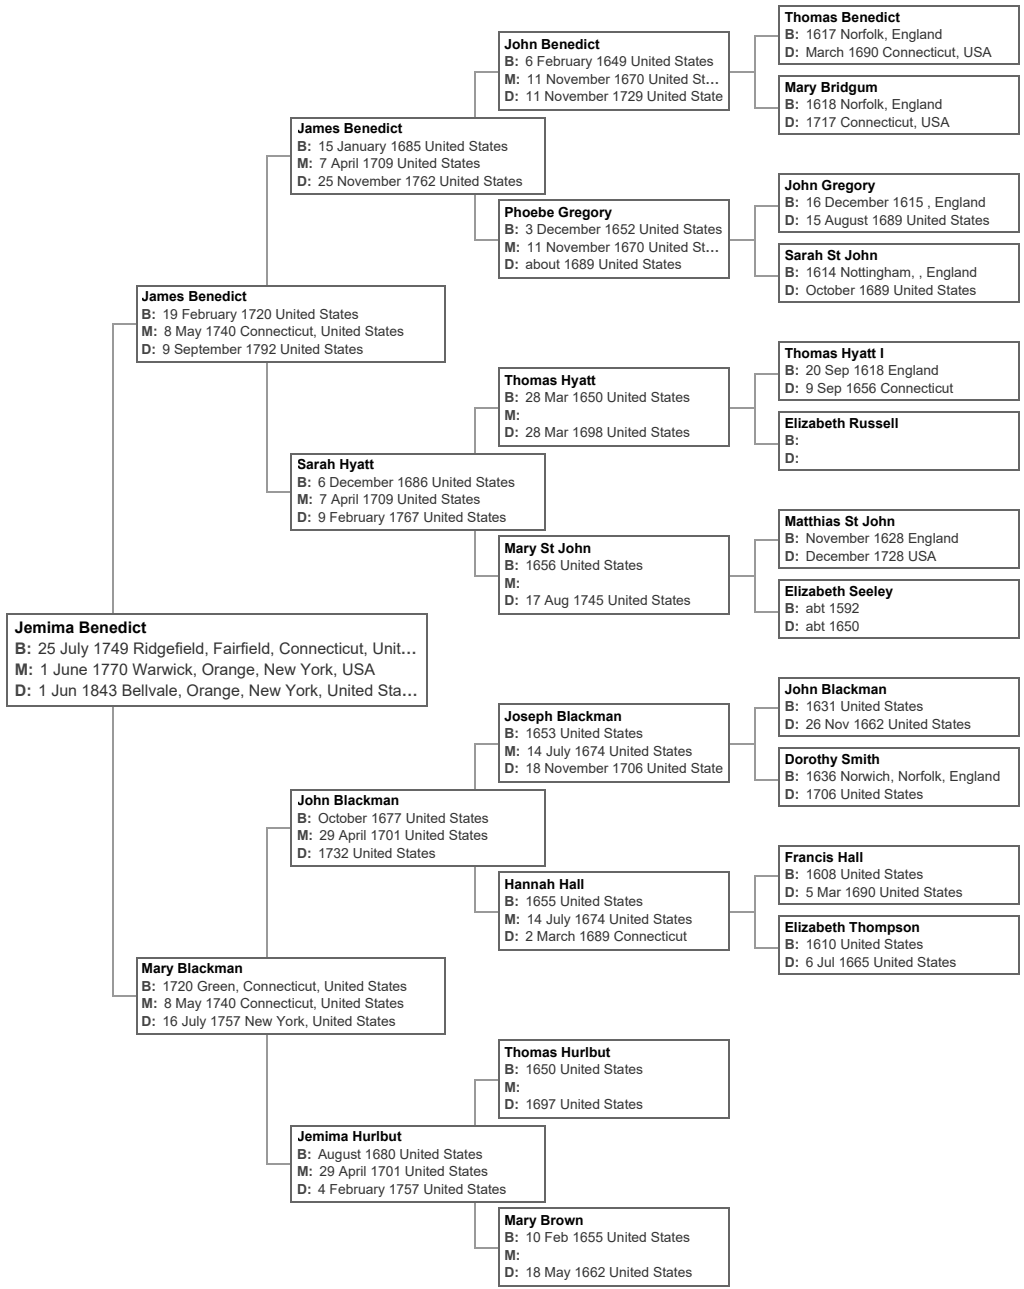 Thomas Benedict
B: 1617 Norfolk, England
D: March 1690 Connecticut, USA
John Benedict
B: 6 February 1649 United States
M: 11 November 1670 United St...
D: 11 November 1729 United State
Mary Bridgum
B: 1618 Norfolk, England
D: 1717 Connecticut, USA
James Benedict
B: 15 January 1685 United States
M: 7 April 1709 United States
D: 25 November 1762 United States
John Gregory
B: 16 December 1615 , England
D: 15 August 1689 United States
Phoebe Gregory
B: 3 December 1652 United States
M: 11 November 1670 United St...
D: about 1689 United States
Sarah St John
B: 1614 Nottingham, , England
D: October 1689 United States
James Benedict
B: 19 February 1720 United States
M: 8 May 1740 Connecticut, United States
D: 9 September 1792 United States
Thomas Hyatt I
B: 20 Sep 1618 England
D: 9 Sep 1656 Connecticut
Thomas Hyatt
B: 28 Mar 1650 United States
M:
D: 28 Mar 1698 United States
Elizabeth Russell
B:
D:
Sarah Hyatt
B: 6 December 1686 United States
M: 7 April 1709 United States
D: 9 February 1767 United States
Matthias St John
B: November 1628 England
D: December 1728 USA
Mary St John
B: 1656 United States
M:
D: 17 Aug 1745 United States
Elizabeth Seeley
B: abt 1592
D: abt 1650
Jemima Benedict
B: 25 July 1749 Ridgefield, Fairfield, Connecticut, Unit...
M: 1 June 1770 Warwick, Orange, New York, USA
D: 1 Jun 1843 Bellvale, Orange, New York, United Sta...
John Blackman
B: 1631 United States
D: 26 Nov 1662 United States
Joseph Blackman
B: 1653 United States
M: 14 July 1674 United States
D: 18 November 1706 United State
Dorothy Smith
B: 1636 Norwich, Norfolk, England
D: 1706 United States
John Blackman
B: October 1677 United States
M: 29 April 1701 United States
D: 1732 United States
Francis Hall
B: 1608 United States
D: 5 Mar 1690 United States
Hannah Hall
B: 1655 United States
M: 14 July 1674 United States
D: 2 March 1689 Connecticut
Elizabeth Thompson
B: 1610 United States
D: 6 Jul 1665 United States
Mary Blackman
B: 1720 Green, Connecticut, United States
M: 8 May 1740 Connecticut, United States
D: 16 July 1757 New York, United States
Thomas Hurlbut
B: 1650 United States
M:
D: 1697 United States
Jemima Hurlbut
B: August 1680 United States
M: 29 April 1701 United States
D: 4 February 1757 United States
Mary Brown
B: 10 Feb 1655 United States
M:
D: 18 May 1662 United States